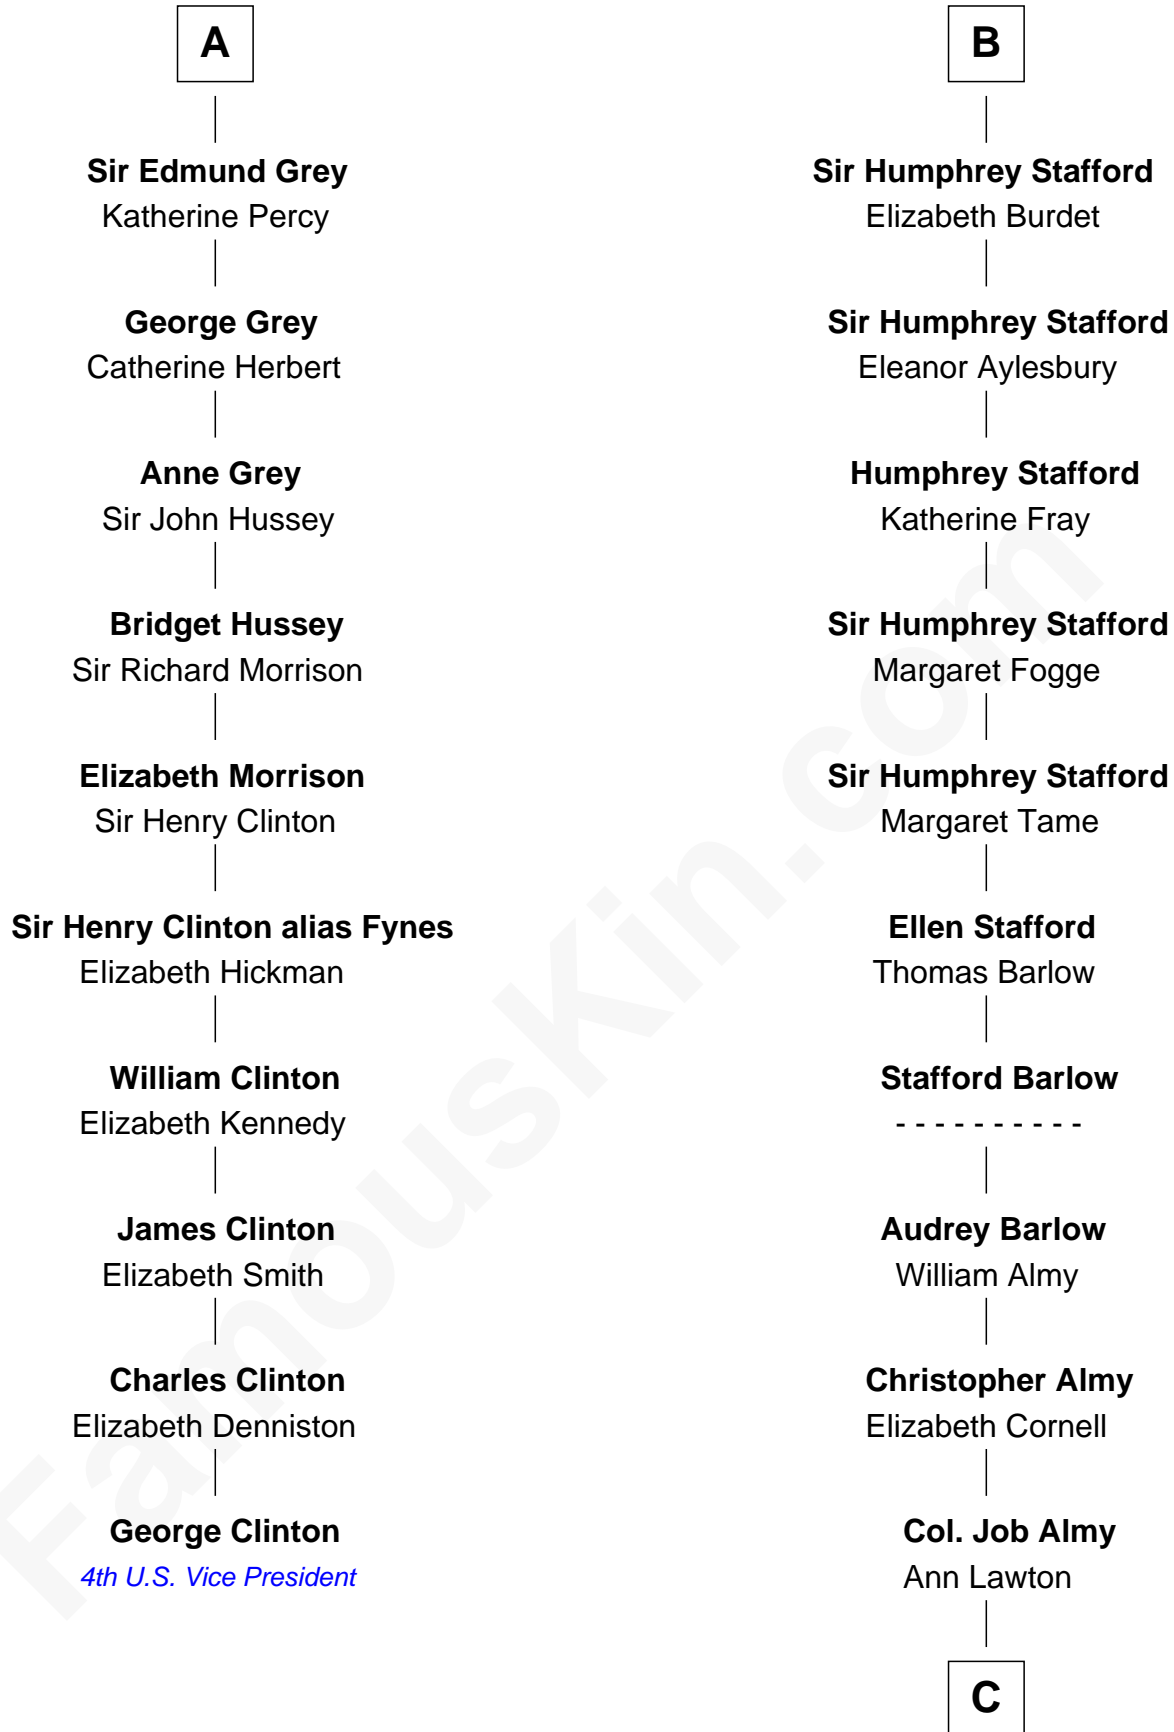 A
Sir Edmund Grey
Katherine Percy
George Grey
Catherine Herbert
Anne Grey
Sir John Hussey
Bridget Hussey
Sir Richard Morrison
Elizabeth Morrison
Sir Henry Clinton
Sir Henry Clinton alias Fynes
Elizabeth Hickman
William Clinton
Elizabeth Kennedy
James Clinton
Elizabeth Smith
Charles Clinton
Elizabeth Denniston
George Clinton
4th U.S. Vice President
B
Sir Humphrey Stafford
Elizabeth Burdet
Sir Humphrey Stafford
Eleanor Aylesbury
Humphrey Stafford
Katherine Fray
Sir Humphrey Stafford
Margaret Fogge
Sir Humphrey Stafford
Margaret Tame
Ellen Stafford
Thomas Barlow
Stafford Barlow
- - - - - - - - - -
Audrey Barlow
William Almy
Christopher Almy
Elizabeth Cornell
Col. Job Almy
Ann Lawton
C
FamousKin.com